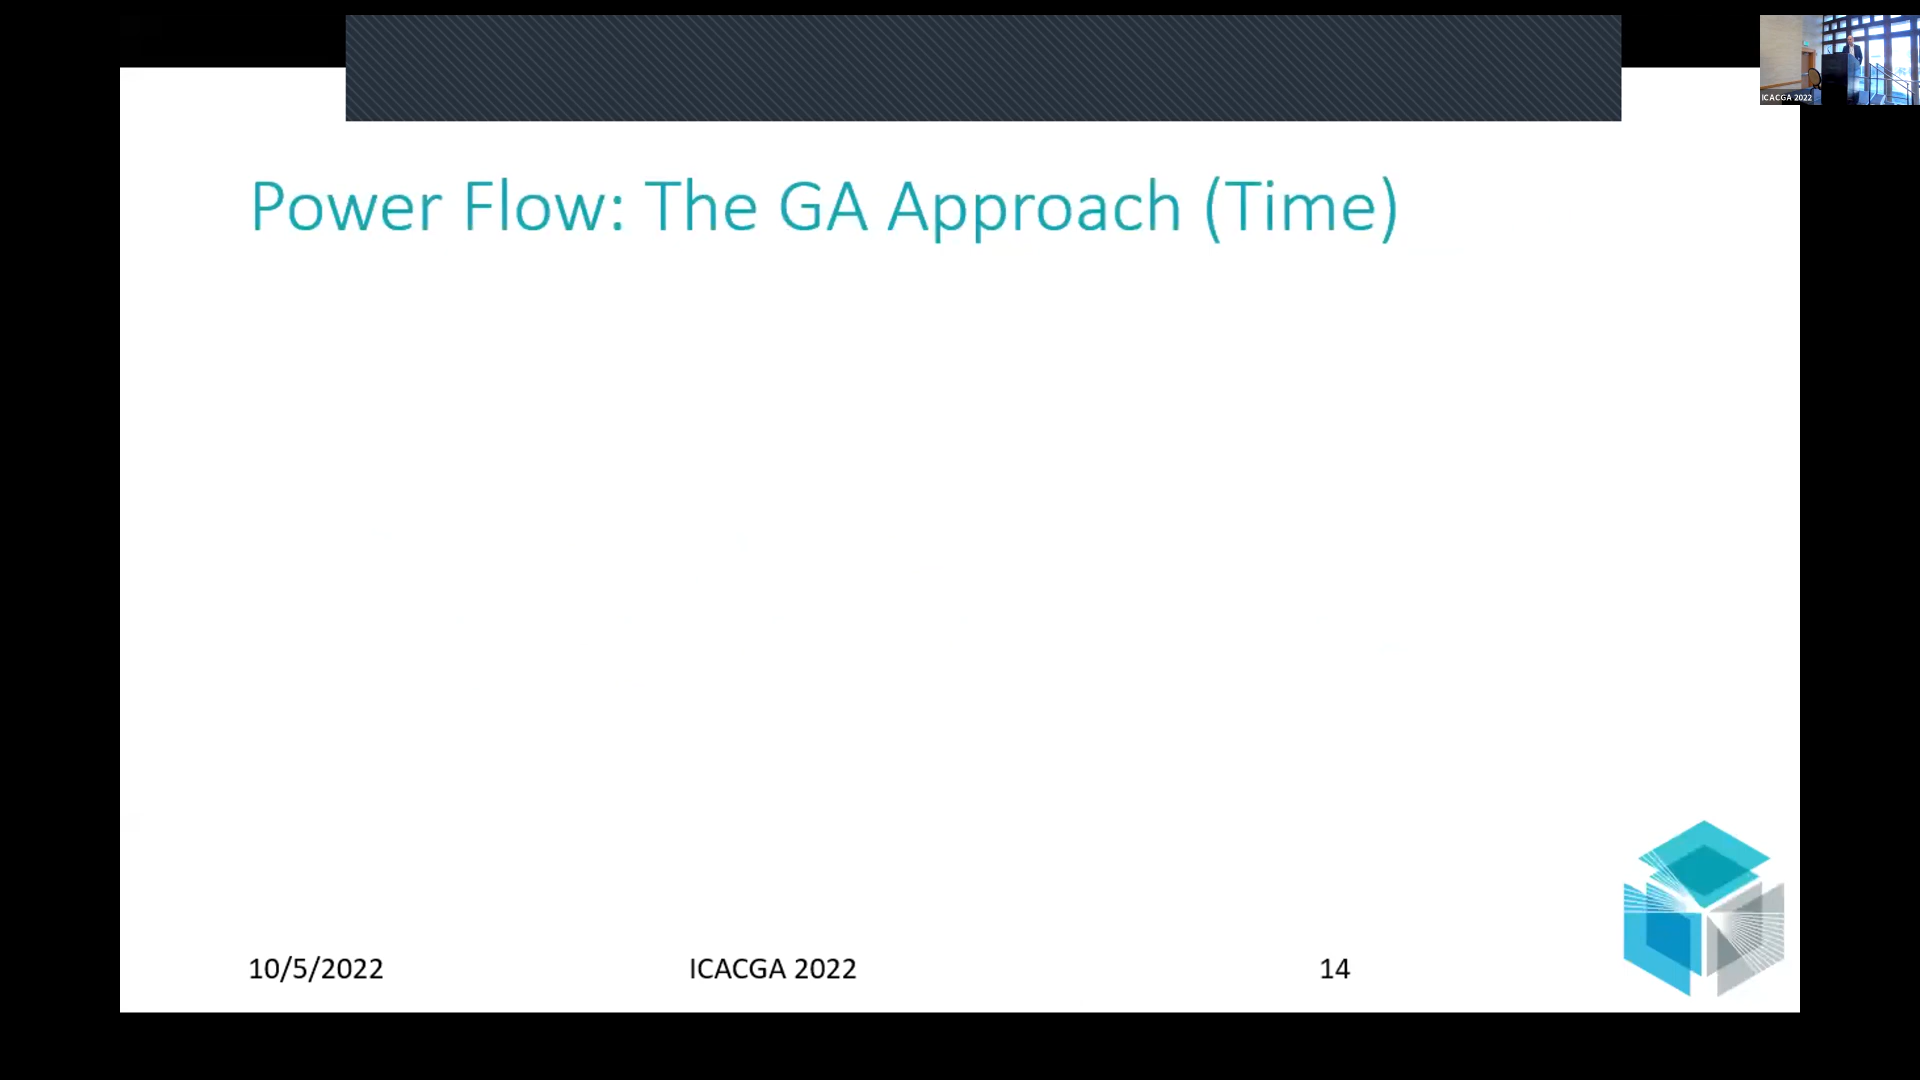 ICACGA 2022
Power Flow: The GA Approach (Time)
10/5/2022
ICACGA 2022
14